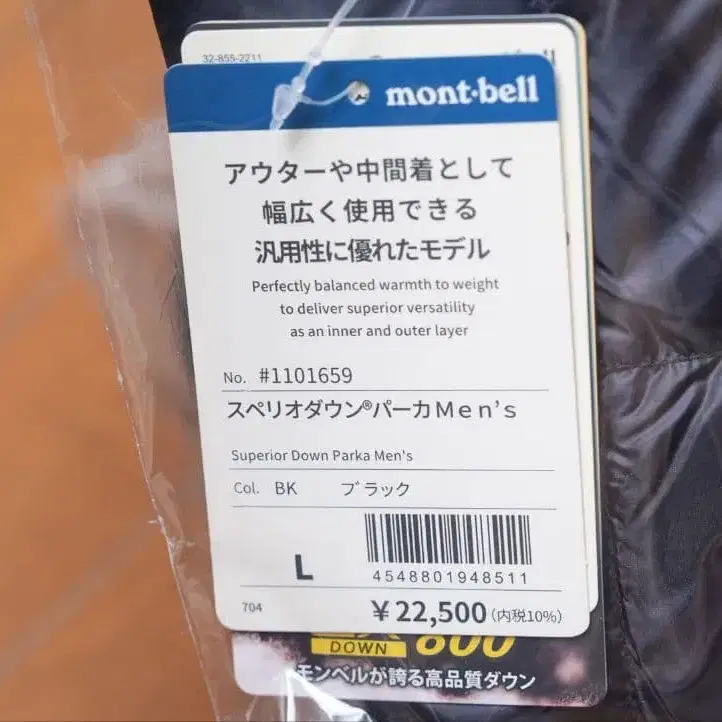 32-855-2211
mont·bell
アウターや中間着として
幅広く使用できる
汎用性に優れたモデル
Perfectly balanced warmth to weight
to deliver superior versatility
as an inner and outer layer
No. #1101659
スペリオダウン®パーカMen's
Superior Down Parka Men's
Col. BK ブラック
L
4548801948511
704 ¥22,500(内税10%)
800
DOWN
モンベルが誇る高品質ダウン